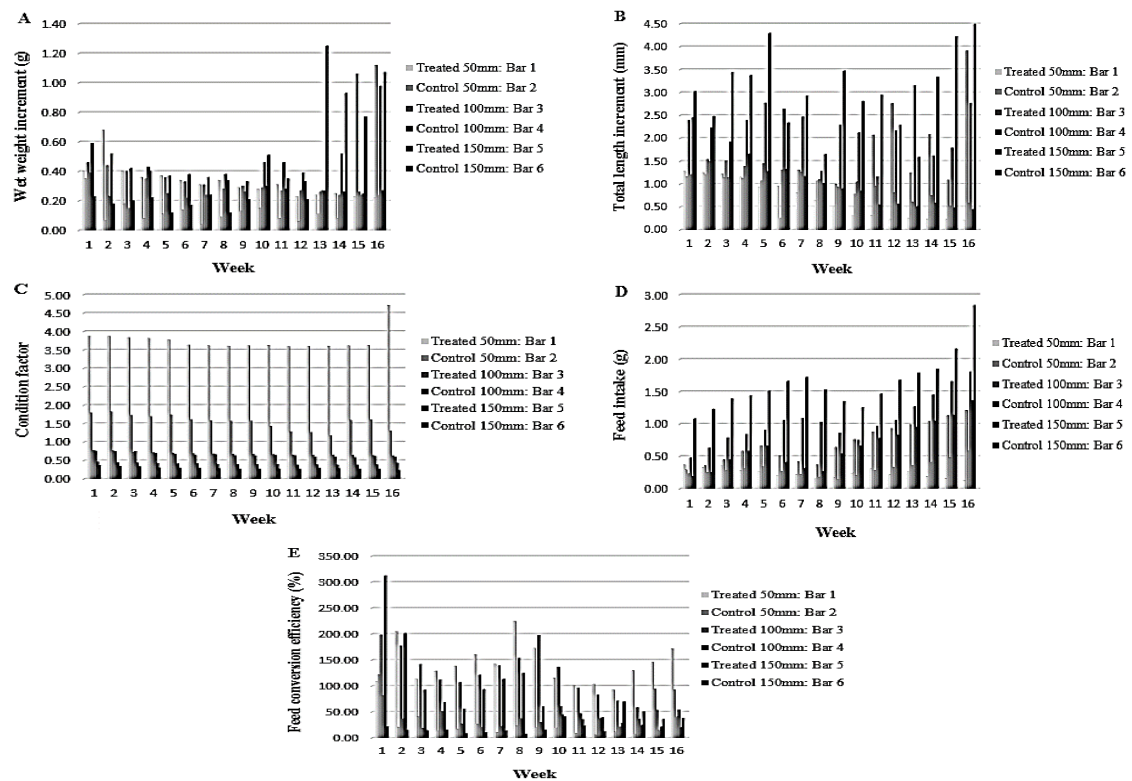 A
Wet weight increment (g)
1.40
1.20
1.00
0.80
0.60
0.40
0.20
0.00
1 2 3 4 5 6 7 8 9 10 11 12 13 14 15 16
Week
Treated 50mm: Bar 1
Control 50mm: Bar 2
Treated 100mm: Bar 3
Control 100mm: Bar 4
Treated 150mm: Bar 5
Control 150mm: Bar 6
B
Total length increment (mm)
4.50
4.00
3.50
3.00
2.50
2.00
1.50
1.00
0.50
0.00
1 2 3 4 5 6 7 8 9 10 11 12 13 14 15 16
Week
Treated 50mm: Bar 1
Control 50mm: Bar 2
Treated 100mm: Bar 3
Control 100mm: Bar 4
Treated 150mm: Bar 5
Control 150mm: Bar 6
C
Condition factor
5.00
4.50
4.00
3.50
3.00
2.50
2.00
1.50
1.00
0.50
0.00
1 2 3 4 5 6 7 8 9 10 11 12 13 14 15 16
Week
Treated 50mm: Bar 1
Control 50mm: Bar 2
Treated 100mm: Bar 3
Control 100mm: Bar 4
Treated 150mm: Bar 5
Control 150mm: Bar 6
D
Feed Intake (g)
3.00
2.50
2.00
1.50
1.00
0.50
0.00
1 2 3 4 5 6 7 8 9 10 11 12 13 14 15 16
Week
Treated 50mm: Bar 1
Control 50mm: Bar 2
Treated 100mm: Bar 3
Control 100mm: Bar 4
Treated 150mm: Bar 5
Control 150mm: Bar 6
E
Feed conversion efficiency (%)
350.00
300.00
250.00
200.00
150.00
100.00
50.00
0.00
1 2 3 4 5 6 7 8 9 10 11 12 13 14 15 16
Week
Treated 50mm: Bar 1
Control 50mm: Bar 2
Treated 100mm: Bar 3
Control 100mm: Bar 4
Treated 150mm: Bar 5
Control 150mm: Bar 6